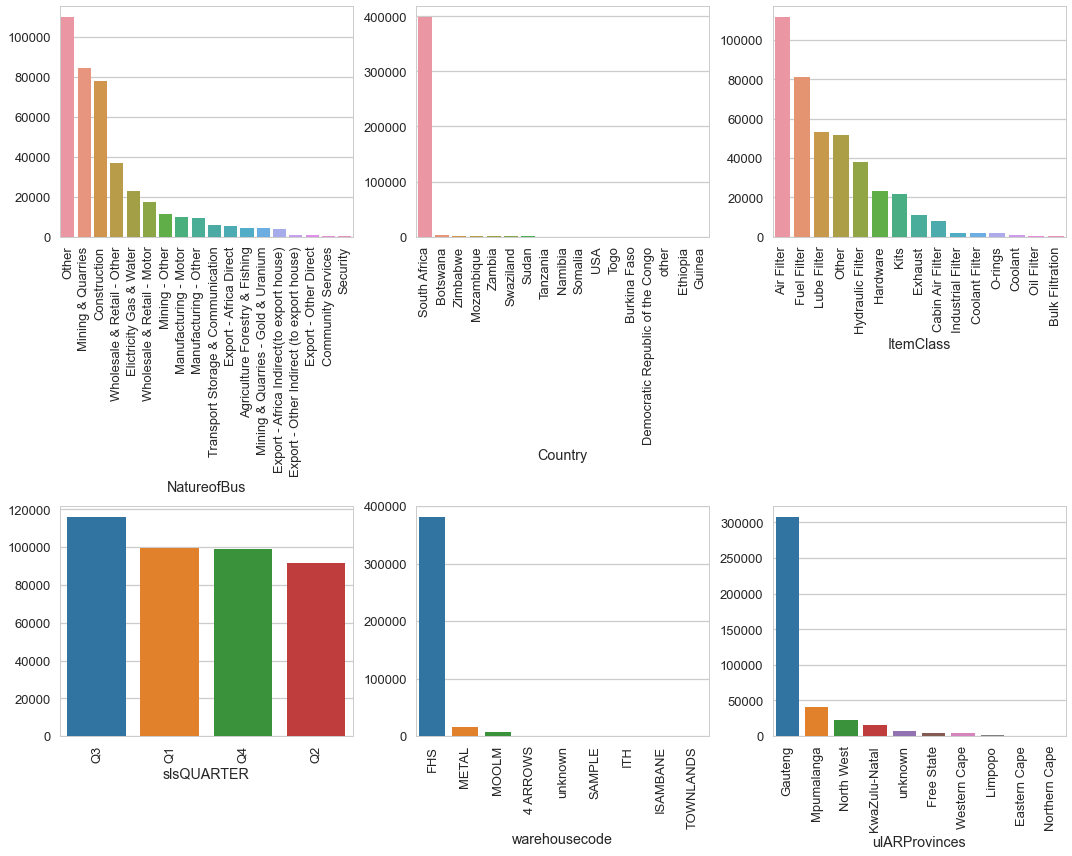 100000
80000
60000
40000
20000
0
Other
Mining & Quarries
Construction
Wholesale & Retail - Other
Elictricity Gas & Water
Wholesale & Retail - Motor
Mining - Other
Manufacturing - Motor
Manufacturing - Other
Transport Storage & Communication
Export - Africa Direct
Agriculture Forestry & Fishing
Mining & Quarries - Gold & Uranium
Export - Africa Indirect(to export house)
Export - Other Indirect (to export house)
Export - Other Direct
Community Services
Security
NatureofBus
400000
300000
200000
100000
0
South Africa
Botswana
Zimbabwe
Mozambique
Zambia
Swaziland
Sudan
Tanzania
Namibia
Somalia
USA
Togo
Burkina Faso
Democratic Republic of the Congo
other
Ethiopia
Guinea
Country
100000
80000
60000
40000
20000
0
Air Filter
Fuel Filter
Lube Filter
Other
Hydraulic Filter
Hardware
Kits
Exhaust
Cabin Air Filter
Industrial Filter
Coolant Filter
O-rings
Coolant
Oil Filter
Bulk Filtration
ItemClass
120000
100000
80000
60000
40000
20000
0
Q3
Q1
Q4
Q2
slsQUARTER
400000
300000
200000
100000
0
FHS
METAL
MOOLM
4 ARROWS
unknown
SAMPLE
ITH
ISAMBANE
TOWNLANDS
warehousecode
300000
250000
200000
150000
100000
50000
0
Gauteng
Mpumalanga
North West
KwaZulu-Natal
unknown
Free State
Western Cape
Limpopo
Eastern Cape
Northern Cape
ulARProvinces